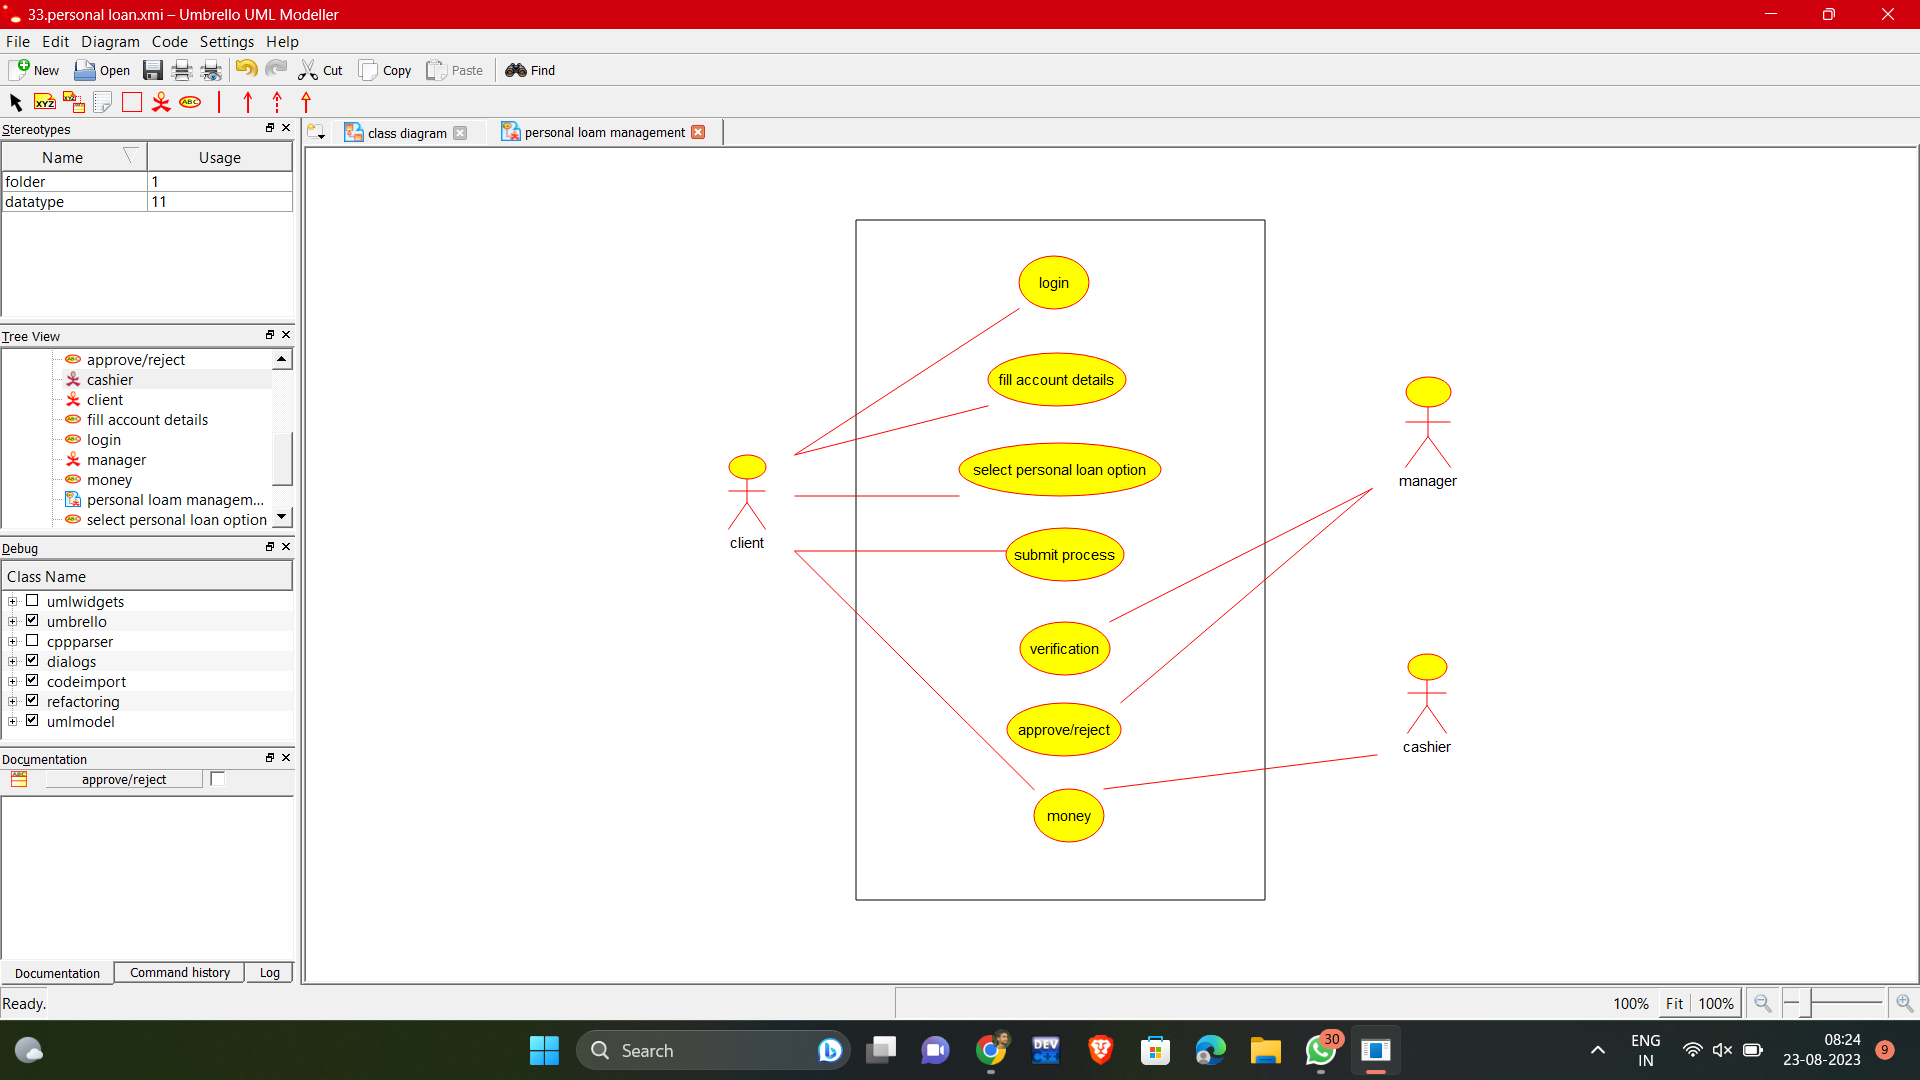 33.personal loan.xmi – Umbrello UML Modeller
File Edit Diagram Code Settings Help
New Open Cut Copy Paste Find
XYZ XYZ ABC
Stereotypes
Name Usage
folder 1
datatype 11
Tree View
approve/reject
cashier
client
fill account details
login
manager
money
personal loam managem...
select personal loan option
Debug
Class Name
umlwidgets
umbrello
cppparser
dialogs
codeimport
refactoring
umlmodel
Documentation
approve/reject
Documentation Command history Log
class diagram
personal loam management
login
fill account details
select personal loan option
submit process
verification
approve/reject
money
client
manager
cashier
Ready.
100% Fit 100%
Search
DEV
C++
30
ENG
IN
08:24
23-08-2023
9